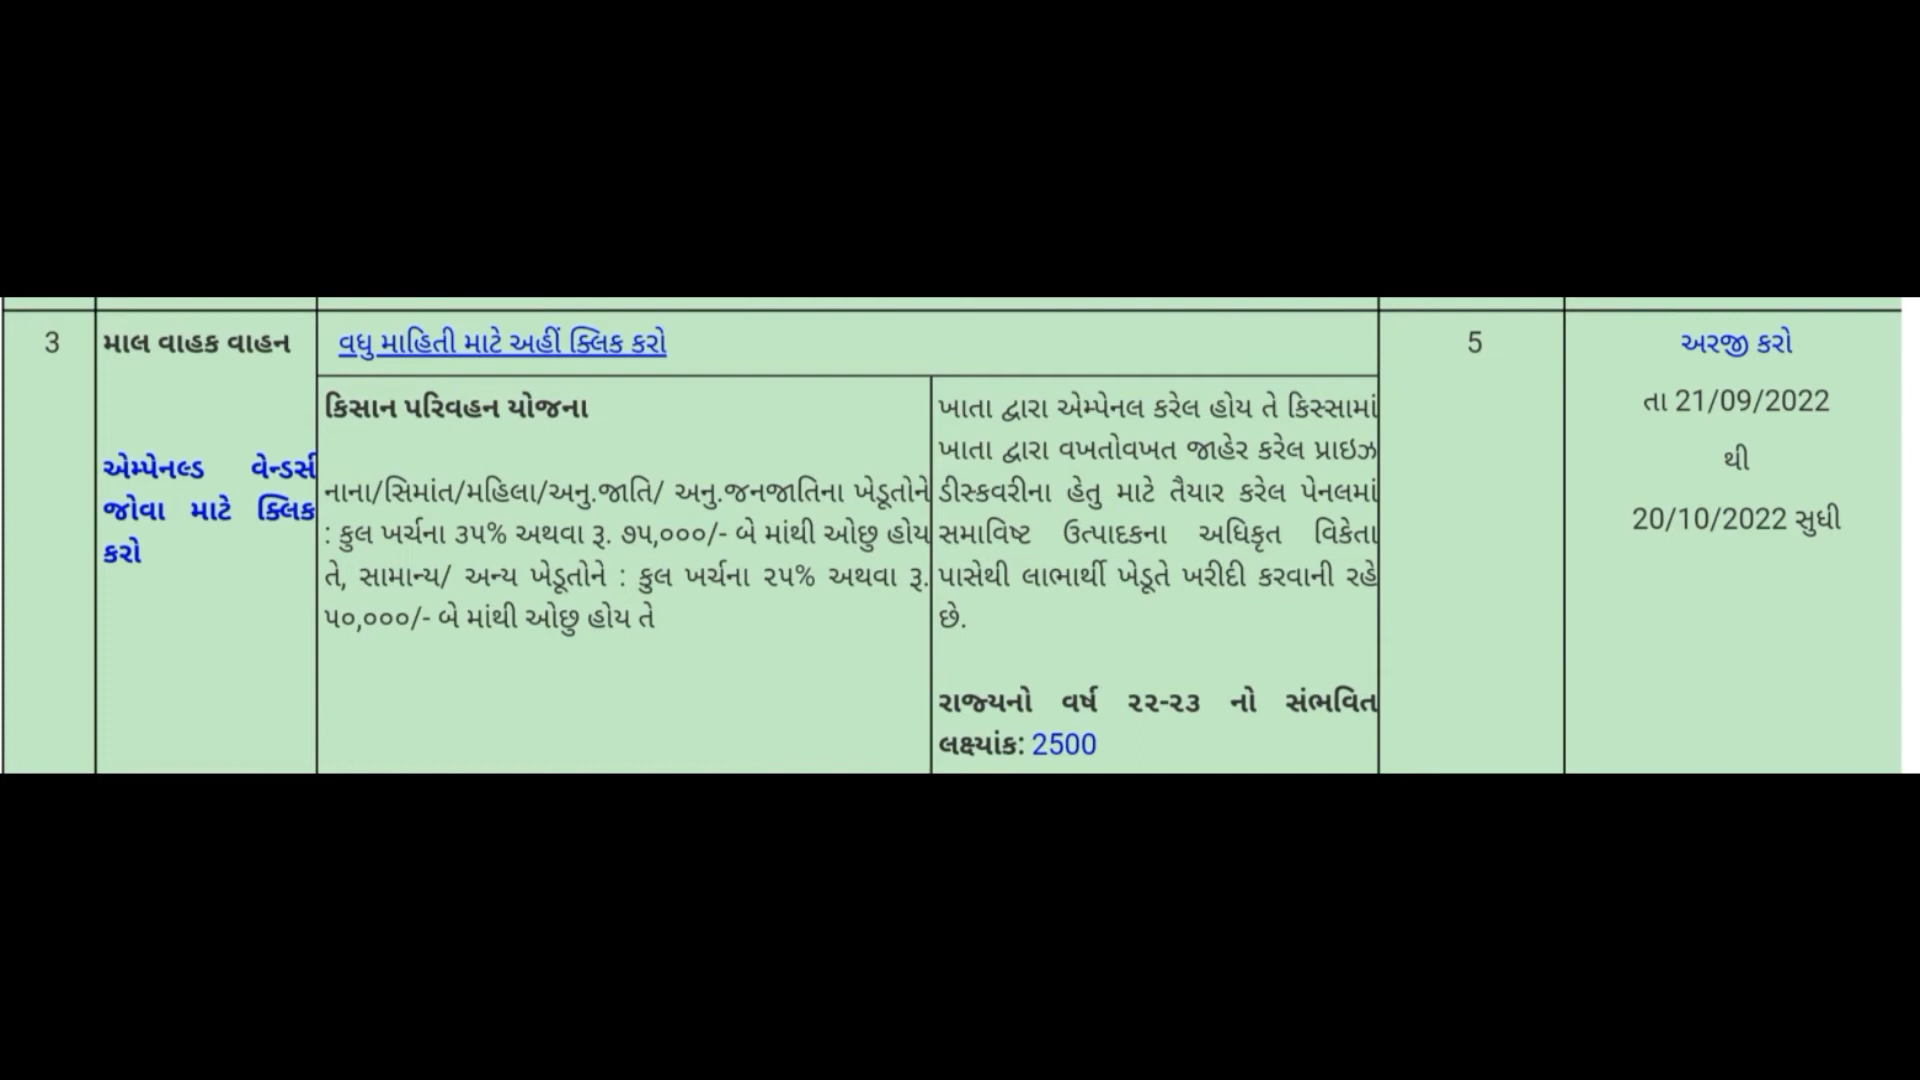 3
માલ વાહક વાહન
એમ્પેનલ્ડ વેન્ડર્સ
જોવા માટે ક્લિક
કરો
વધુ માહિતી માટે અહીં ક્લિક કરો
કિસાન પરિવહન યોજના
નાના/સિમાંત/મહિલા/અનુ.જાતિ/ અનુ.જનજાતિના ખેડૂતોને
: કુલ ખર્ચના ૩૫% અથવા રૂ. ૭૫,૦૦૦/- બે માંથી ઓછુ હોય
તે, સામાન્ય/ અન્ય ખેડૂતોને : કુલ ખર્ચના ૨૫% અથવા રૂ.
૫૦,૦૦૦/- બે માંથી ઓછુ હોય તે
ખાતા દ્વારા એમ્પેનલ કરેલ હોય તે કિસ્સામાં
ખાતા દ્વારા વખતોવખત જાહેર કરેલ પ્રાઇઝ
ડીસ્કવરીના હેતુ માટે તૈયાર કરેલ પેનલમાં
સમાવિષ્ટ ઉત્પાદકના અધિકૃત વિકેતા
પાસેથી લાભાર્થી ખેડૂતે ખરીદી કરવાની રહે
છે.
રાજ્યનો વર્ષ ૨૨-૨૩ નો સંભવિત
લક્ષ્યાંક: 2500
5
અરજી કરો
તા 21/09/2022
થી
20/10/2022 સુધી